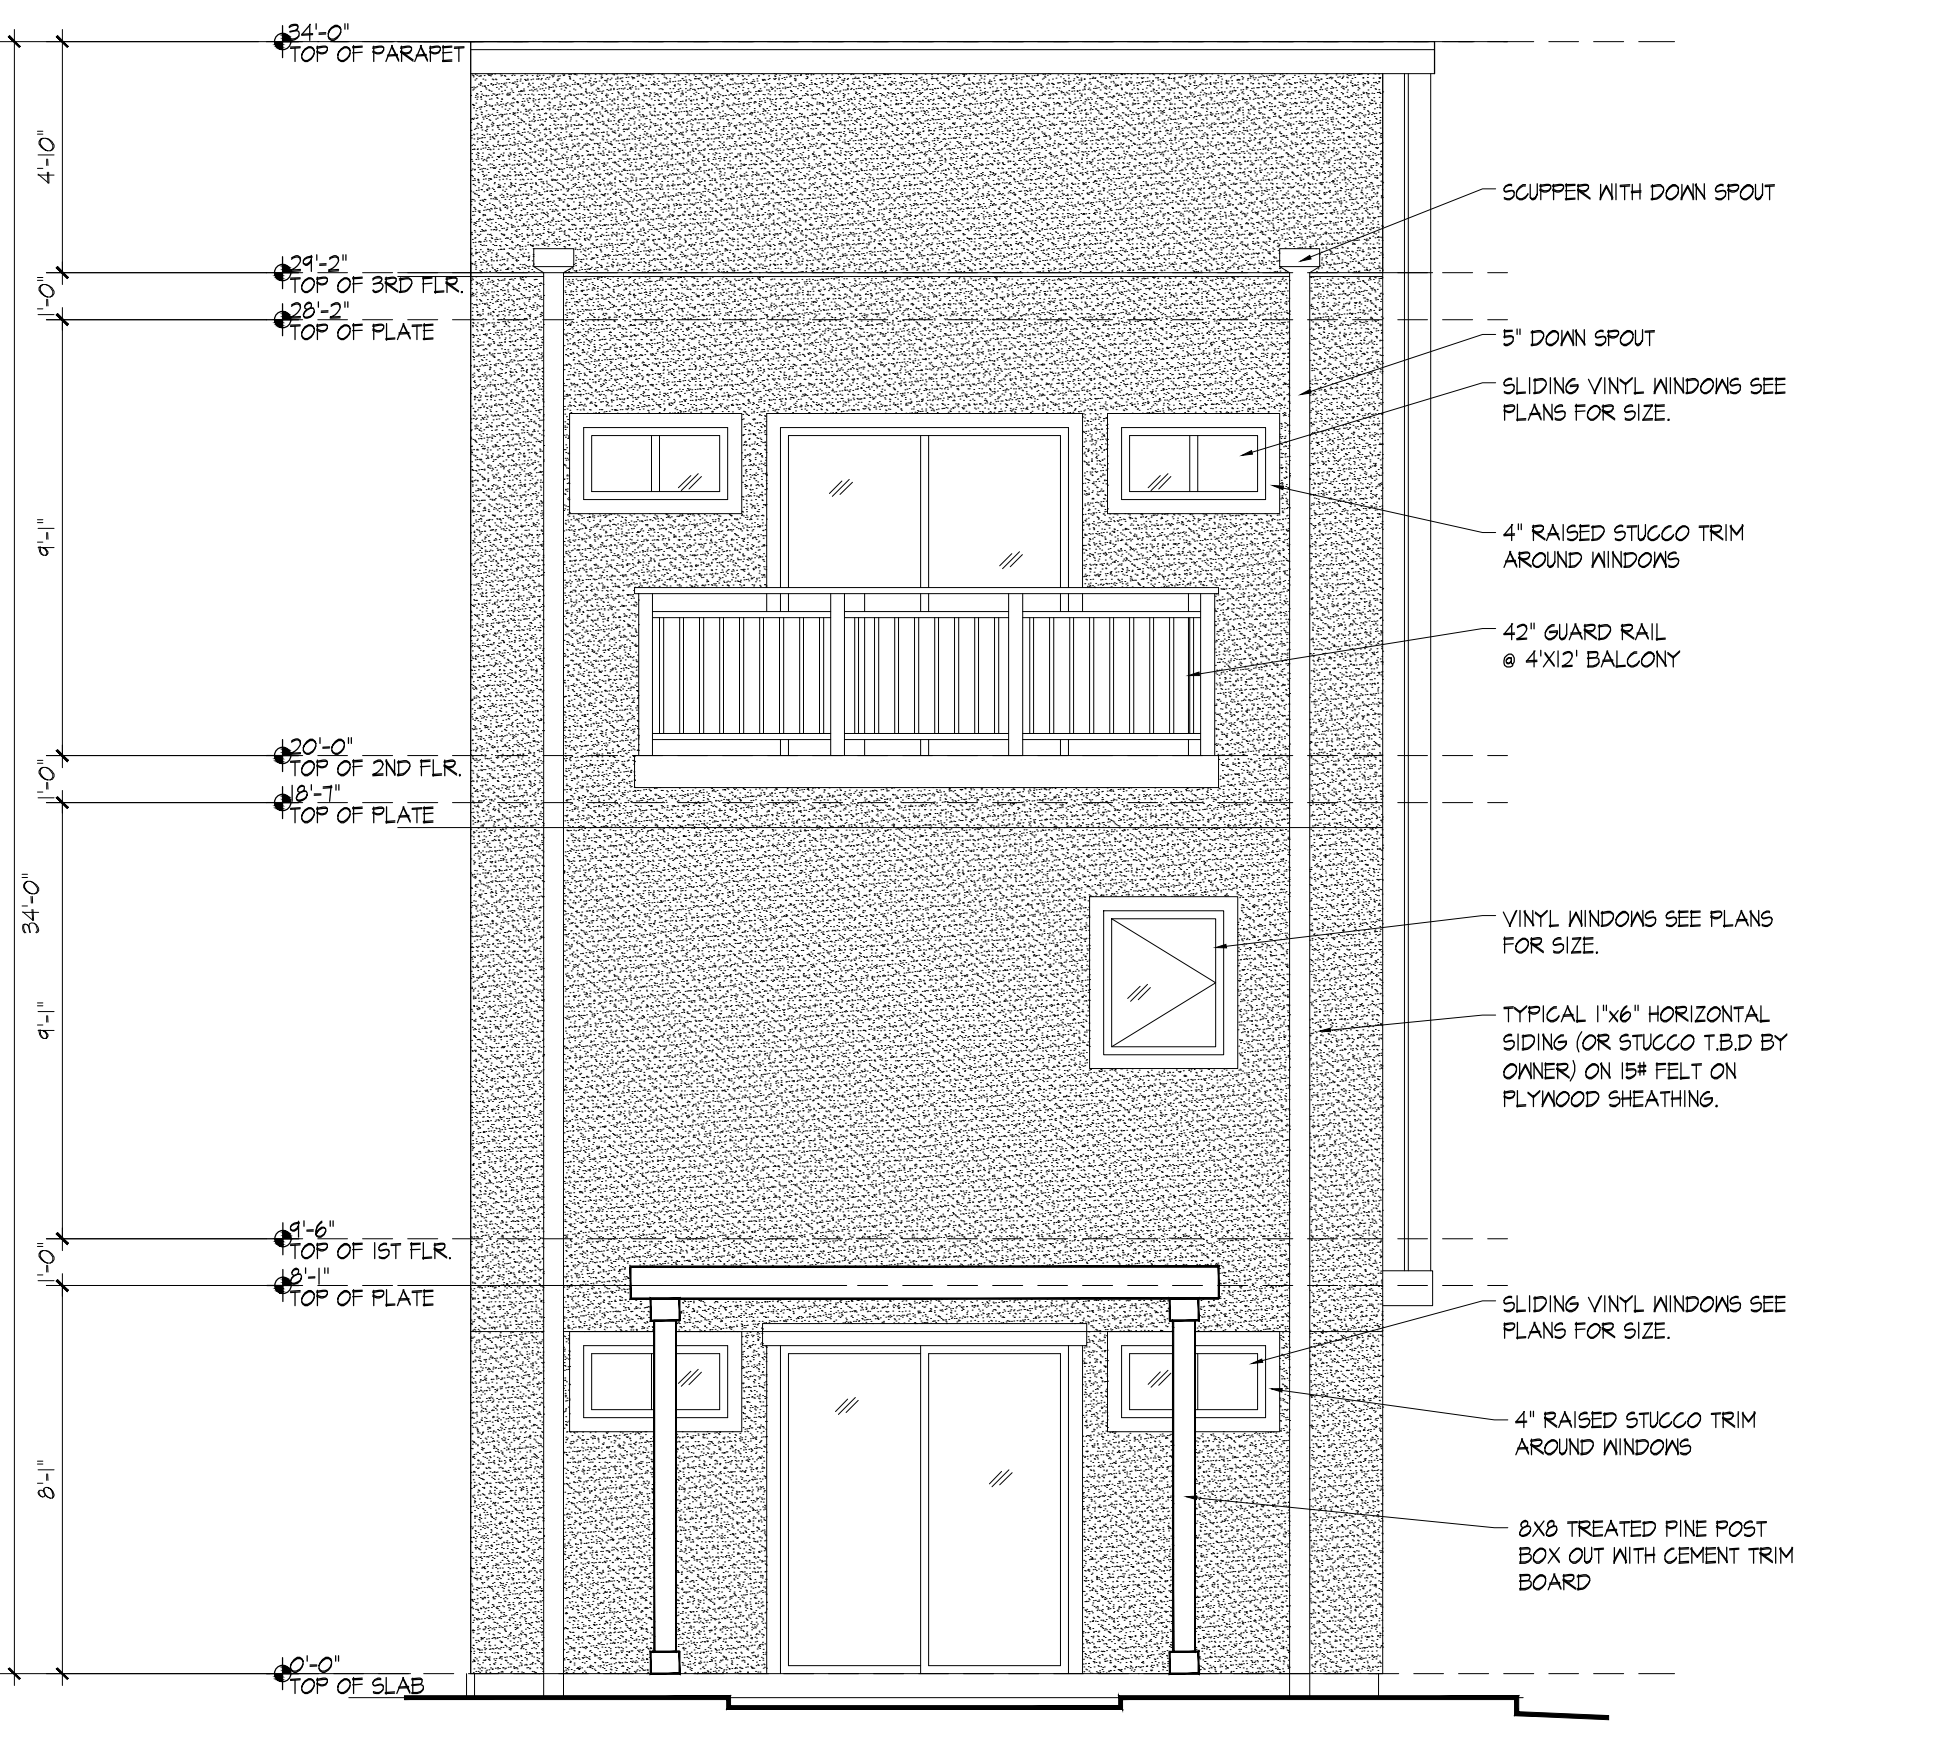 34'-0"
TOP OF PARAPET
4'-10"
SCUPPER WITH DOWN SPOUT
29'-2"
TOP OF 3RD FLR.
1'-0"
28'-2"
TOP OF PLATE
5" DOWN SPOUT
SLIDING VINYL WINDOWS SEE
PLANS FOR SIZE.
9'-1"
4" RAISED STUCCO TRIM
AROUND WINDOWS
42" GUARD RAIL
@ 4'X12' BALCONY
20'-0"
TOP OF 2ND FLR.
1'-0"
18'-7"
TOP OF PLATE
34'-0"
VINYL WINDOWS SEE PLANS
FOR SIZE.
9'-1"
TYPICAL 1"x6" HORIZONTAL
SIDING (OR STUCCO T.B.D BY
OWNER) ON 15# FELT ON
PLYWOOD SHEATHING.
9'-6"
TOP OF 1ST FLR.
1'-0"
8'-1"
TOP OF PLATE
SLIDING VINYL WINDOWS SEE
PLANS FOR SIZE.
4" RAISED STUCCO TRIM
AROUND WINDOWS
8'-1"
8X8 TREATED PINE POST
BOX OUT WITH CEMENT TRIM
BOARD
0'-0"
TOP OF SLAB